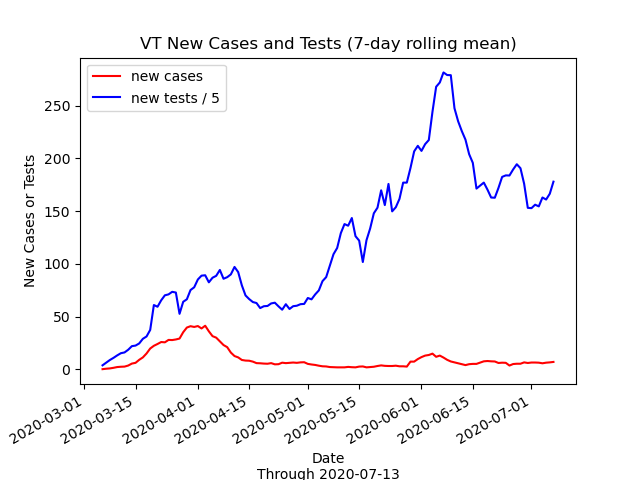 VT New Cases and Tests (7-day rolling mean)
new cases
new tests / 5
New Cases or Tests
250
200
150
100
50
0
2020-03-01
2020-03-15
2020-04-01
2020-04-15
2020-05-01
2020-05-15
2020-06-01
2020-06-15
2020-07-01
Date
Through 2020-07-13